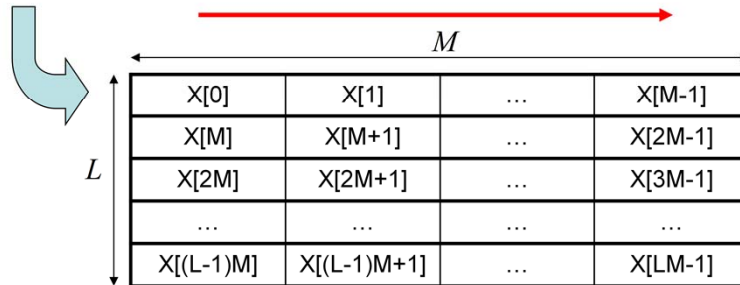 M
X[0] X[1] … X[M-1]
X[M] X[M+1] … X[2M-1]
L X[2M] X[2M+1] … X[3M-1]
… … … …
X[(L-1)M] X[(L-1)M+1] … X[LM-1]